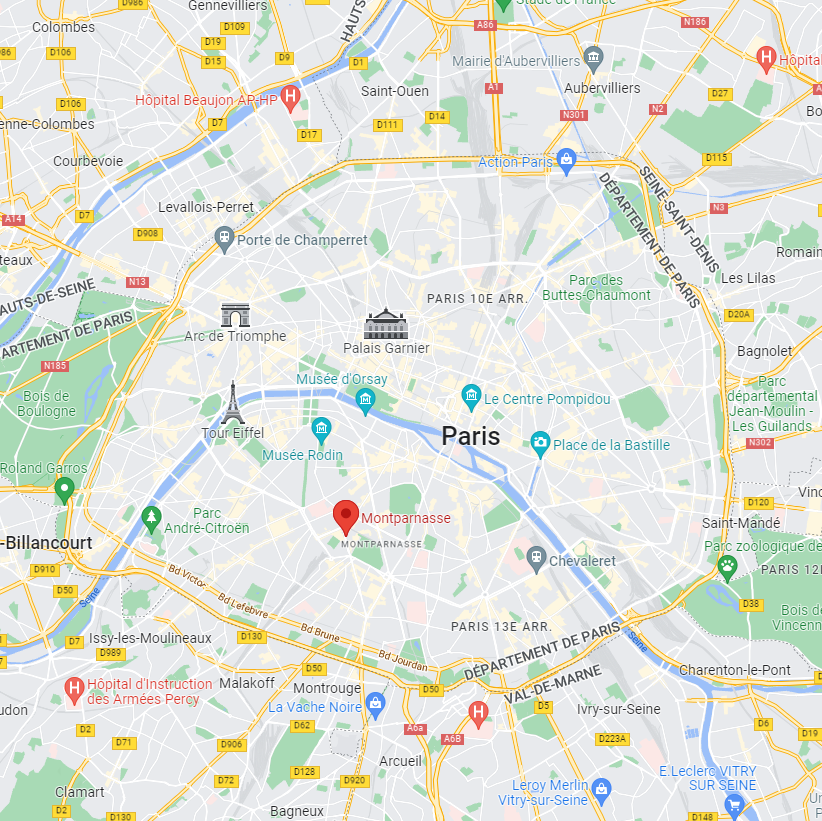 D986
Gennevilliers
Stade de France
Colombes
D109
HAUTS
A86
N186
D19
D986
D106
D15
D9
D1
Mairie d'Aubervilliers
Hôpital
A1
Aubervilliers
Saint-Ouen
D106
Hôpital Beaujon AP-HP
D27
N2
N301
D14
D7
D111
D17
enne-Colombes
Courbevoie
Action Paris
D115
SEINE-SAINT-DENIS
DÉPARTEMENT DE PARIS
Levallois-Perret
D7
N3
A14
D908
Porte de Champerret
teaux
Romain
Parc des
Buttes-Chaumont
Les Lilas
N13
HAUTS-DE-SEINE
ARTEMENT DE PARIS
PARIS 10E ARR.
D20A
Arc de Triomphe
Palais Garnier
Bagnolet
N185
Musée d'Orsay
Parc
départemental
Jean-Moulin -
Les Guilands
Bois de
Boulogne
Le Centre Pompidou
Tour Eiffel
Paris
Place de la Bastille
N302
Musée Rodin
Roland Garros
D120
Vinc
Parc
André-Citroën
Montparnasse
MONTPARNASSE
Saint-Mandé
-Billancourt
Parc zoologique de
Chevaleret
D910
PARIS 12E
Bd Victor
D50
Seine
Bd Lefebvre
D38
Bois de
Vincenn
PARIS 13E ARR.
Bd Brune
Issy-les-Moulineaux
D7
D130
D989
DÉPARTEMENT DE PARIS
VAL-DE-MARNE
Seine
Bd Jourdan
D50
Charenton-le-Pont
Hôpital d'Instruction
des Armées Percy
Malakoff
Montrouge
D50
La Vache Noire
D5
Ivry-sur-Seine
udon
D62
D2
A6a
D6
D71
D906
A6B
D223A
D19
Arcueil
D128
E.Leclerc VITRY
SUR SEINE
D72
D920
Leroy Merlin
Vitry-sur-Seine
Clamart
D2
Bagneux
D130
D148